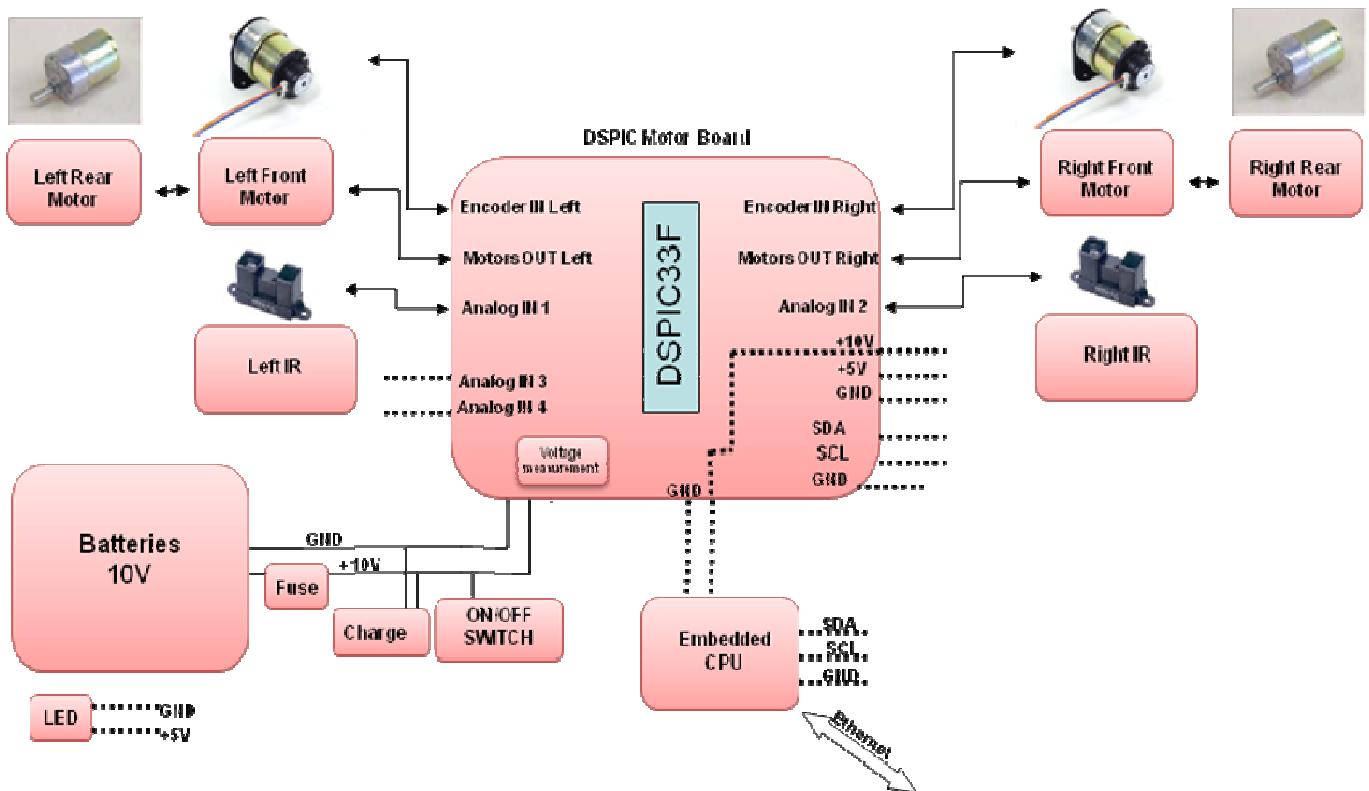 DSPIC Motor Board
Left Rear
Motor
Left Front
Motor
Right Front
Motor
Right Rear
Motor
Encoder IN Left
Encoder IN Right
Motors OUT Left
Motors OUT Right
Analog IN 1
Analog IN 2
DSPIC33F
+10V
+5V
GND
Left IR
Right IR
Analog IN 3
Analog IN 4
SDA
SCL
GND
Voltage
measurement
GND
Batteries
10V
GND
+10V
Fuse
Charge
ON/OFF
SWITCH
Embedded
CPU
SDA
SCL
GND
LED
GND
+5V
Ethernet